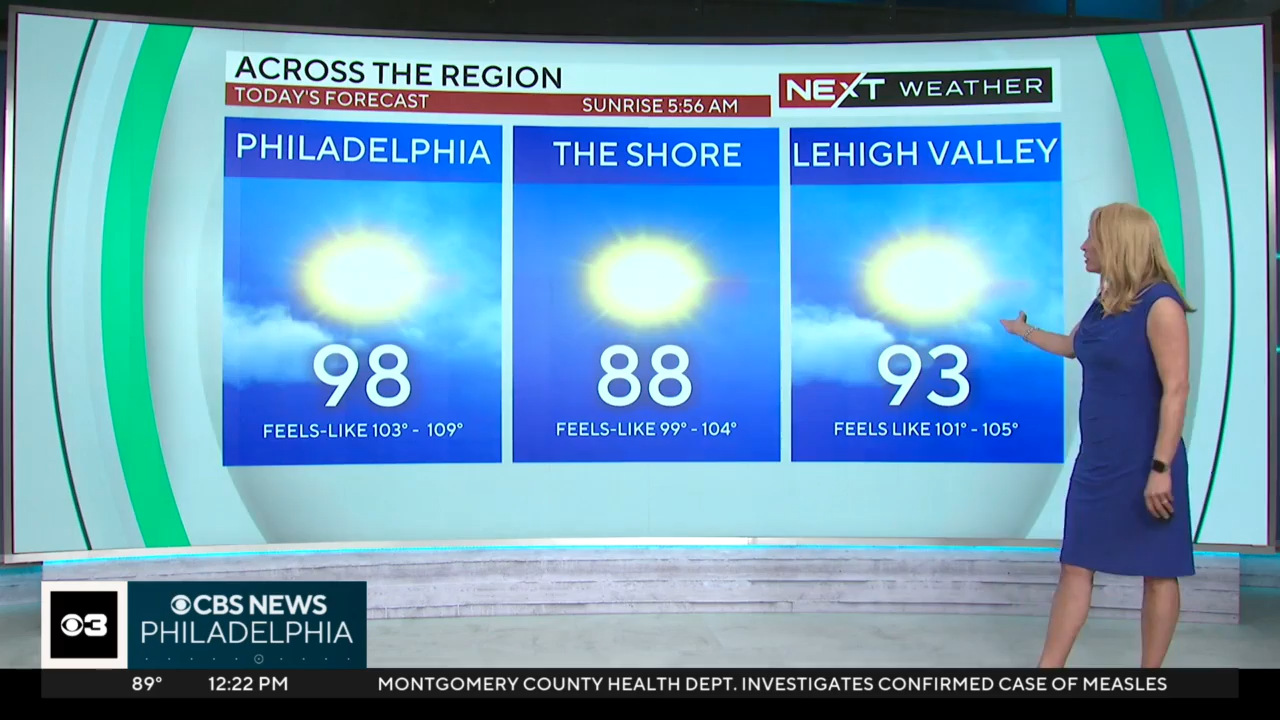 ACROSS THE REGION
TODAY'S FORECAST
SUNRISE 5:56 AM
NEXT WEATHER
PHILADELPHIA
98
FEELS-LIKE 103° - 109°
THE SHORE
88
FEELS-LIKE 99° - 104°
LEHIGH VALLEY
93
FEELS LIKE 101° - 105°
3
CBS NEWS
PHILADELPHIA
89° 12:22 PM MONTGOMERY COUNTY HEALTH DEPT. INVESTIGATES CONFIRMED CASE OF MEASLES